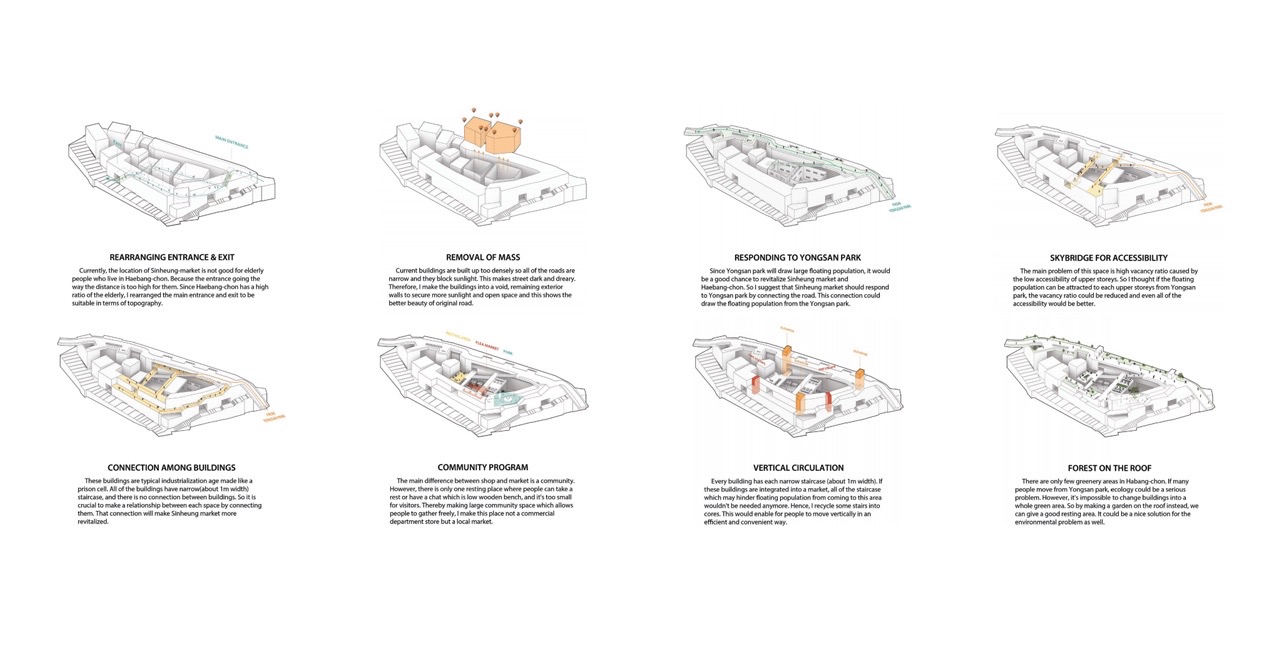 MAIN ENTRANCE
REARRANGING ENTRANCE & EXIT
Currently, the location of Sinheung-market is not good for elderly
people who live in Haebang-chon. Because the entrance going the
way the distance is too high for them. Since Haebang-chon has a high
ratio of the elderly, I rearranged the main entrance and exit to be
suitable in terms of topography.
REMOVAL OF MASS
Current buildings are built up too densely so all of the roads are
narrow and they block sunlight. This makes street dark and dreary.
Therefore, I make the buildings into a void, remaining exterior
walls to secure more sunlight and open space and this shows the
better beauty of original road.
FROM
YONGSAN PARK
RESPONDING TO YONGSAN PARK
Since Yongsan park will draw large floating population, it would
be a good chance to revitalize Sinheung market and
Haebang-chon. So I suggest that Sinheung market should respond
to Yongsan park by connecting the road. This connection could
draw the floating population from the Yongsan park.
FROM
YONGSAN PARK
SKYBRIDGE FOR ACCESSIBILITY
The main problem of this space is high vacancy ratio caused by
the low accessibility of upper storeys. So I thought if the floating
population can be attracted to each upper storeys from Yongsan
park, the vacancy ratio could be reduced and even all of the
accessibility would be better.
FROM
YONGSAN PARK
CONNECTION AMONG BUILDINGS
These buildings are typical industrialization age made like a
prison cell. All of the buildings have narrow(about 1m width)
staircase, and there is no connection between buildings. So it is
crucial to make a relationship between each space by connecting
them. That connection will make Sinheung market more
revitalized.
FLEA MARKET
PARK
COMMUNITY PROGRAM
The main difference between shop and market is a community.
However, there is only one resting place where people can take a
rest or have a chat which is low wooden bench, and it's too small
for visitors. Thereby making large community space which allows
people to gather freely, I make this place not a commercial
department store but a local market.
VERTICAL CIRCULATION
Every building has each narrow staircase (about 1m width). If
these buildings are integrated into a market, all of the staircase
which may hinder floating population from coming to this area
wouldn't be needed anymore. Hence, I recycle some stairs into
cores. This would enable for people to move vertically in an
efficient and convenient way.
FOREST ON THE ROOF
There are only few greenery areas in Habang-chon. If many
people move from Yongsan park, ecology could be a serious
problem. However, it's impossible to change buildings into a
whole green area. So by making a garden on the roof instead, we
can give a good resting area. It could be a nice solution for the
environmental problem as well.